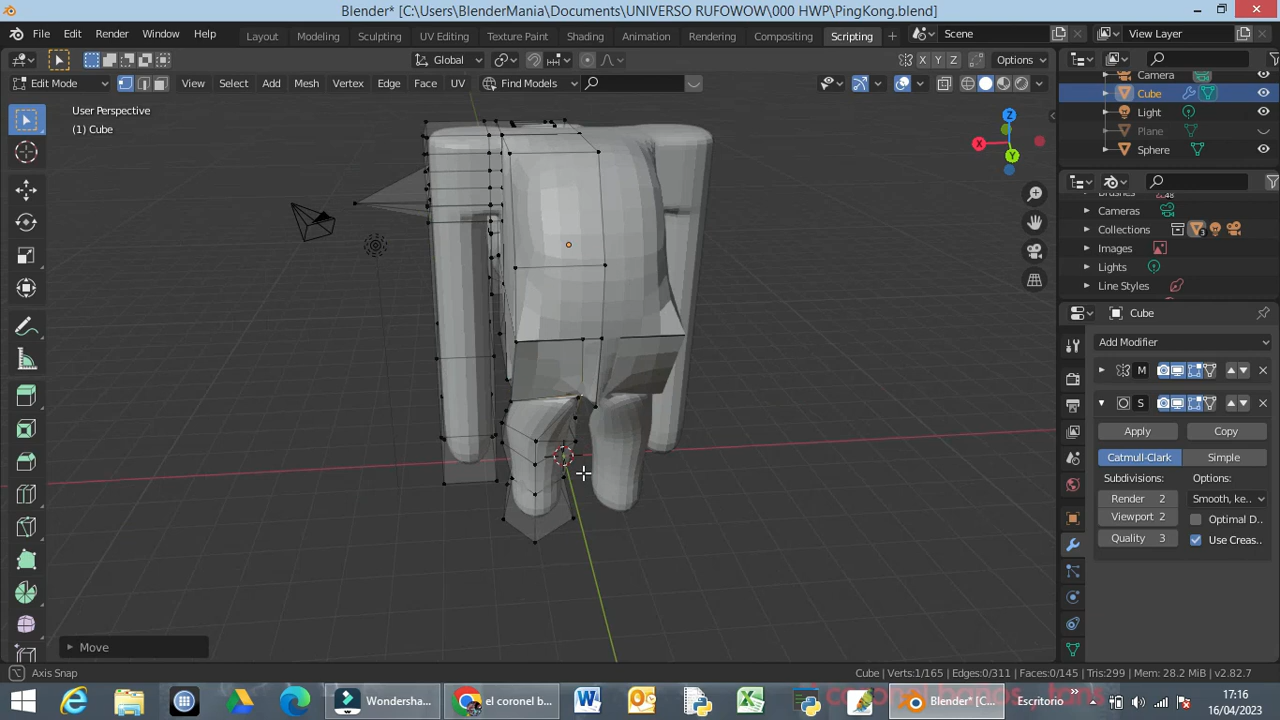 Blender* [C:\Users\BlenderMania\Documents\UNIVERSO RUFOWOW\000 HWP\PingKong.blend]
File Edit Render Window Help Layout Modeling Sculpting UV Editing Texture Paint Shading Animation Rendering Compositing Scripting + Scene View Layer
Global X Y Z Options
Edit Mode View Select Add Mesh Vertex Edge Face UV Find Models
User Perspective
(1) Cube
Camera
Cube
Light
Plane
Sphere
Z
X
Y
Cameras
Collections
Images
Lights
Line Styles
Cube
Add Modifier
M
S
Apply Copy
Catmull-Clark Simple
Subdivisions: Options:
Render 2 Smooth, ke..
Viewport 2 Optimal D..
Quality 3 Use Creas..
Move
Axis Snap Cube | Verts:1/165 | Edges:0/311 | Faces:0/145 | Tris:299 | Mem: 28.2 MiB | v2.82.7
Wondersha... el coronel b... Blender* [C... Escritorio 17:16
16/04/2023